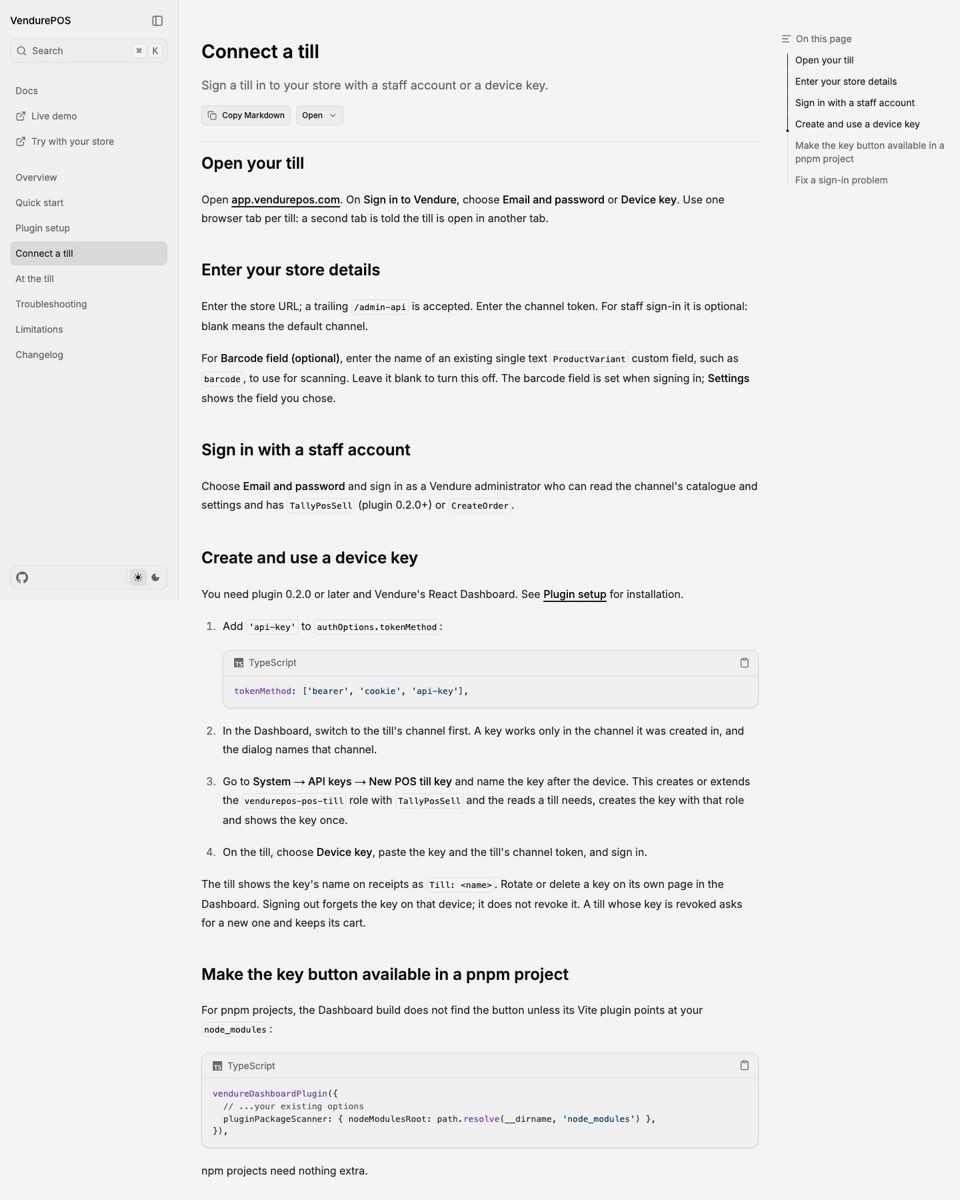 VendurePOS
Search
⌘ K
Docs
Live demo
Try with your store
Overview
Quick start
Plugin setup
Connect a till
At the till
Troubleshooting
Limitations
Changelog
Connect a till
Sign a till in to your store with a staff account or a device key.
Copy Markdown
Open
Open your till
Open app.vendurepos.com. On Sign in to Vendure, choose Email and password or Device key. Use one
browser tab per till: a second tab is told the till is open in another tab.
Enter your store details
Enter the store URL; a trailing /admin-api is accepted. Enter the channel token. For staff sign-in it is optional:
blank means the default channel.
For Barcode field (optional), enter the name of an existing single text ProductVariant custom field, such as
barcode, to use for scanning. Leave it blank to turn this off. The barcode field is set when signing in; Settings
shows the field you chose.
Sign in with a staff account
Choose Email and password and sign in as a Vendure administrator who can read the channel's catalogue and
settings and has TallyPosSell (plugin 0.2.0+) or CreateOrder.
Create and use a device key
You need plugin 0.2.0 or later and Vendure's React Dashboard. See Plugin setup for installation.
1. Add 'api-key' to authOptions.tokenMethod:
TS TypeScript
tokenMethod: ['bearer', 'cookie', 'api-key'],
2. In the Dashboard, switch to the till's channel first. A key works only in the channel it was created in, and
the dialog names that channel.
3. Go to System → API keys → New POS till key and name the key after the device. This creates or extends
the vendurepos-pos-till role with TallyPosSell and the reads a till needs, creates the key with that role
and shows the key once.
4. On the till, choose Device key, paste the key and the till's channel token, and sign in.
The till shows the key's name on receipts as Till: <name>. Rotate or delete a key on its own page in the
Dashboard. Signing out forgets the key on that device; it does not revoke it. A till whose key is revoked asks
for a new one and keeps its cart.
Make the key button available in a pnpm project
For pnpm projects, the Dashboard build does not find the button unless its Vite plugin points at your
node_modules:
TS TypeScript
vendureDashboardPlugin({
// ...your existing options
pluginPackageScanner: { nodeModulesRoot: path.resolve(__dirname, 'node_modules') },
}),
npm projects need nothing extra.
On this page
Open your till
Enter your store details
Sign in with a staff account
Create and use a device key
Make the key button available in a
pnpm project
Fix a sign-in problem